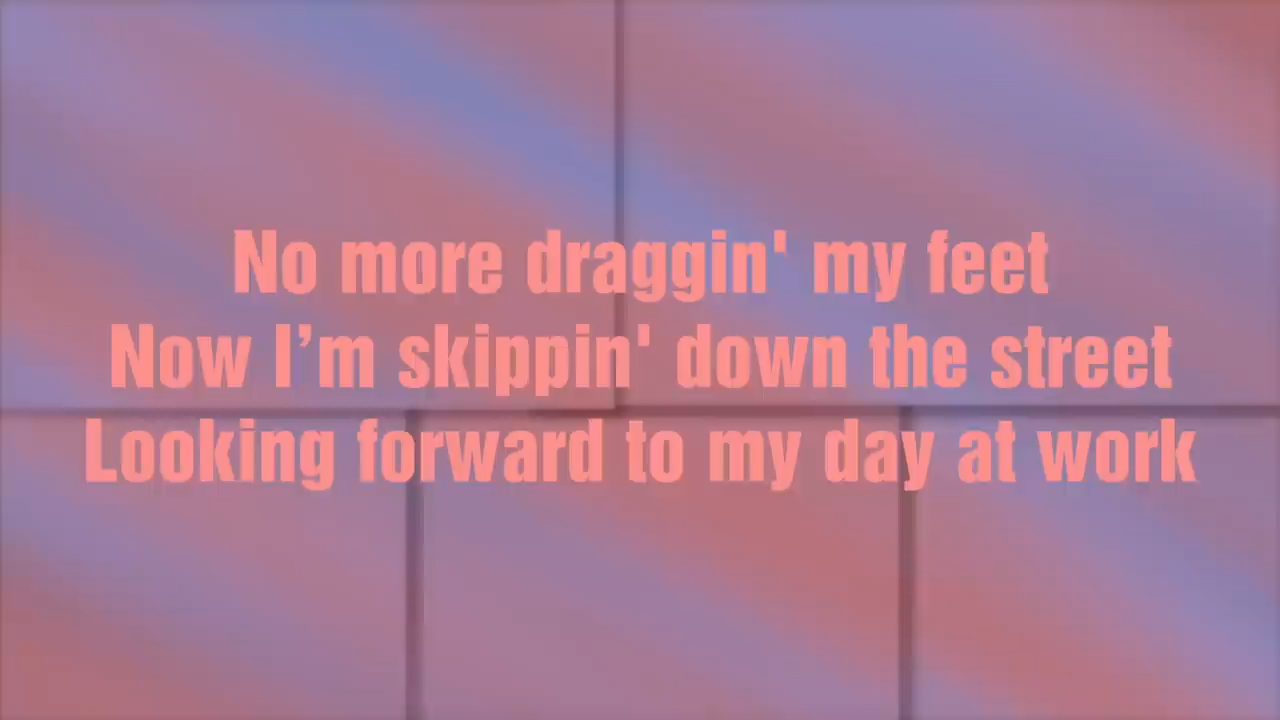 No more draggin' my feet
Now I’m skippin' down the street
Looking forward to my day at work